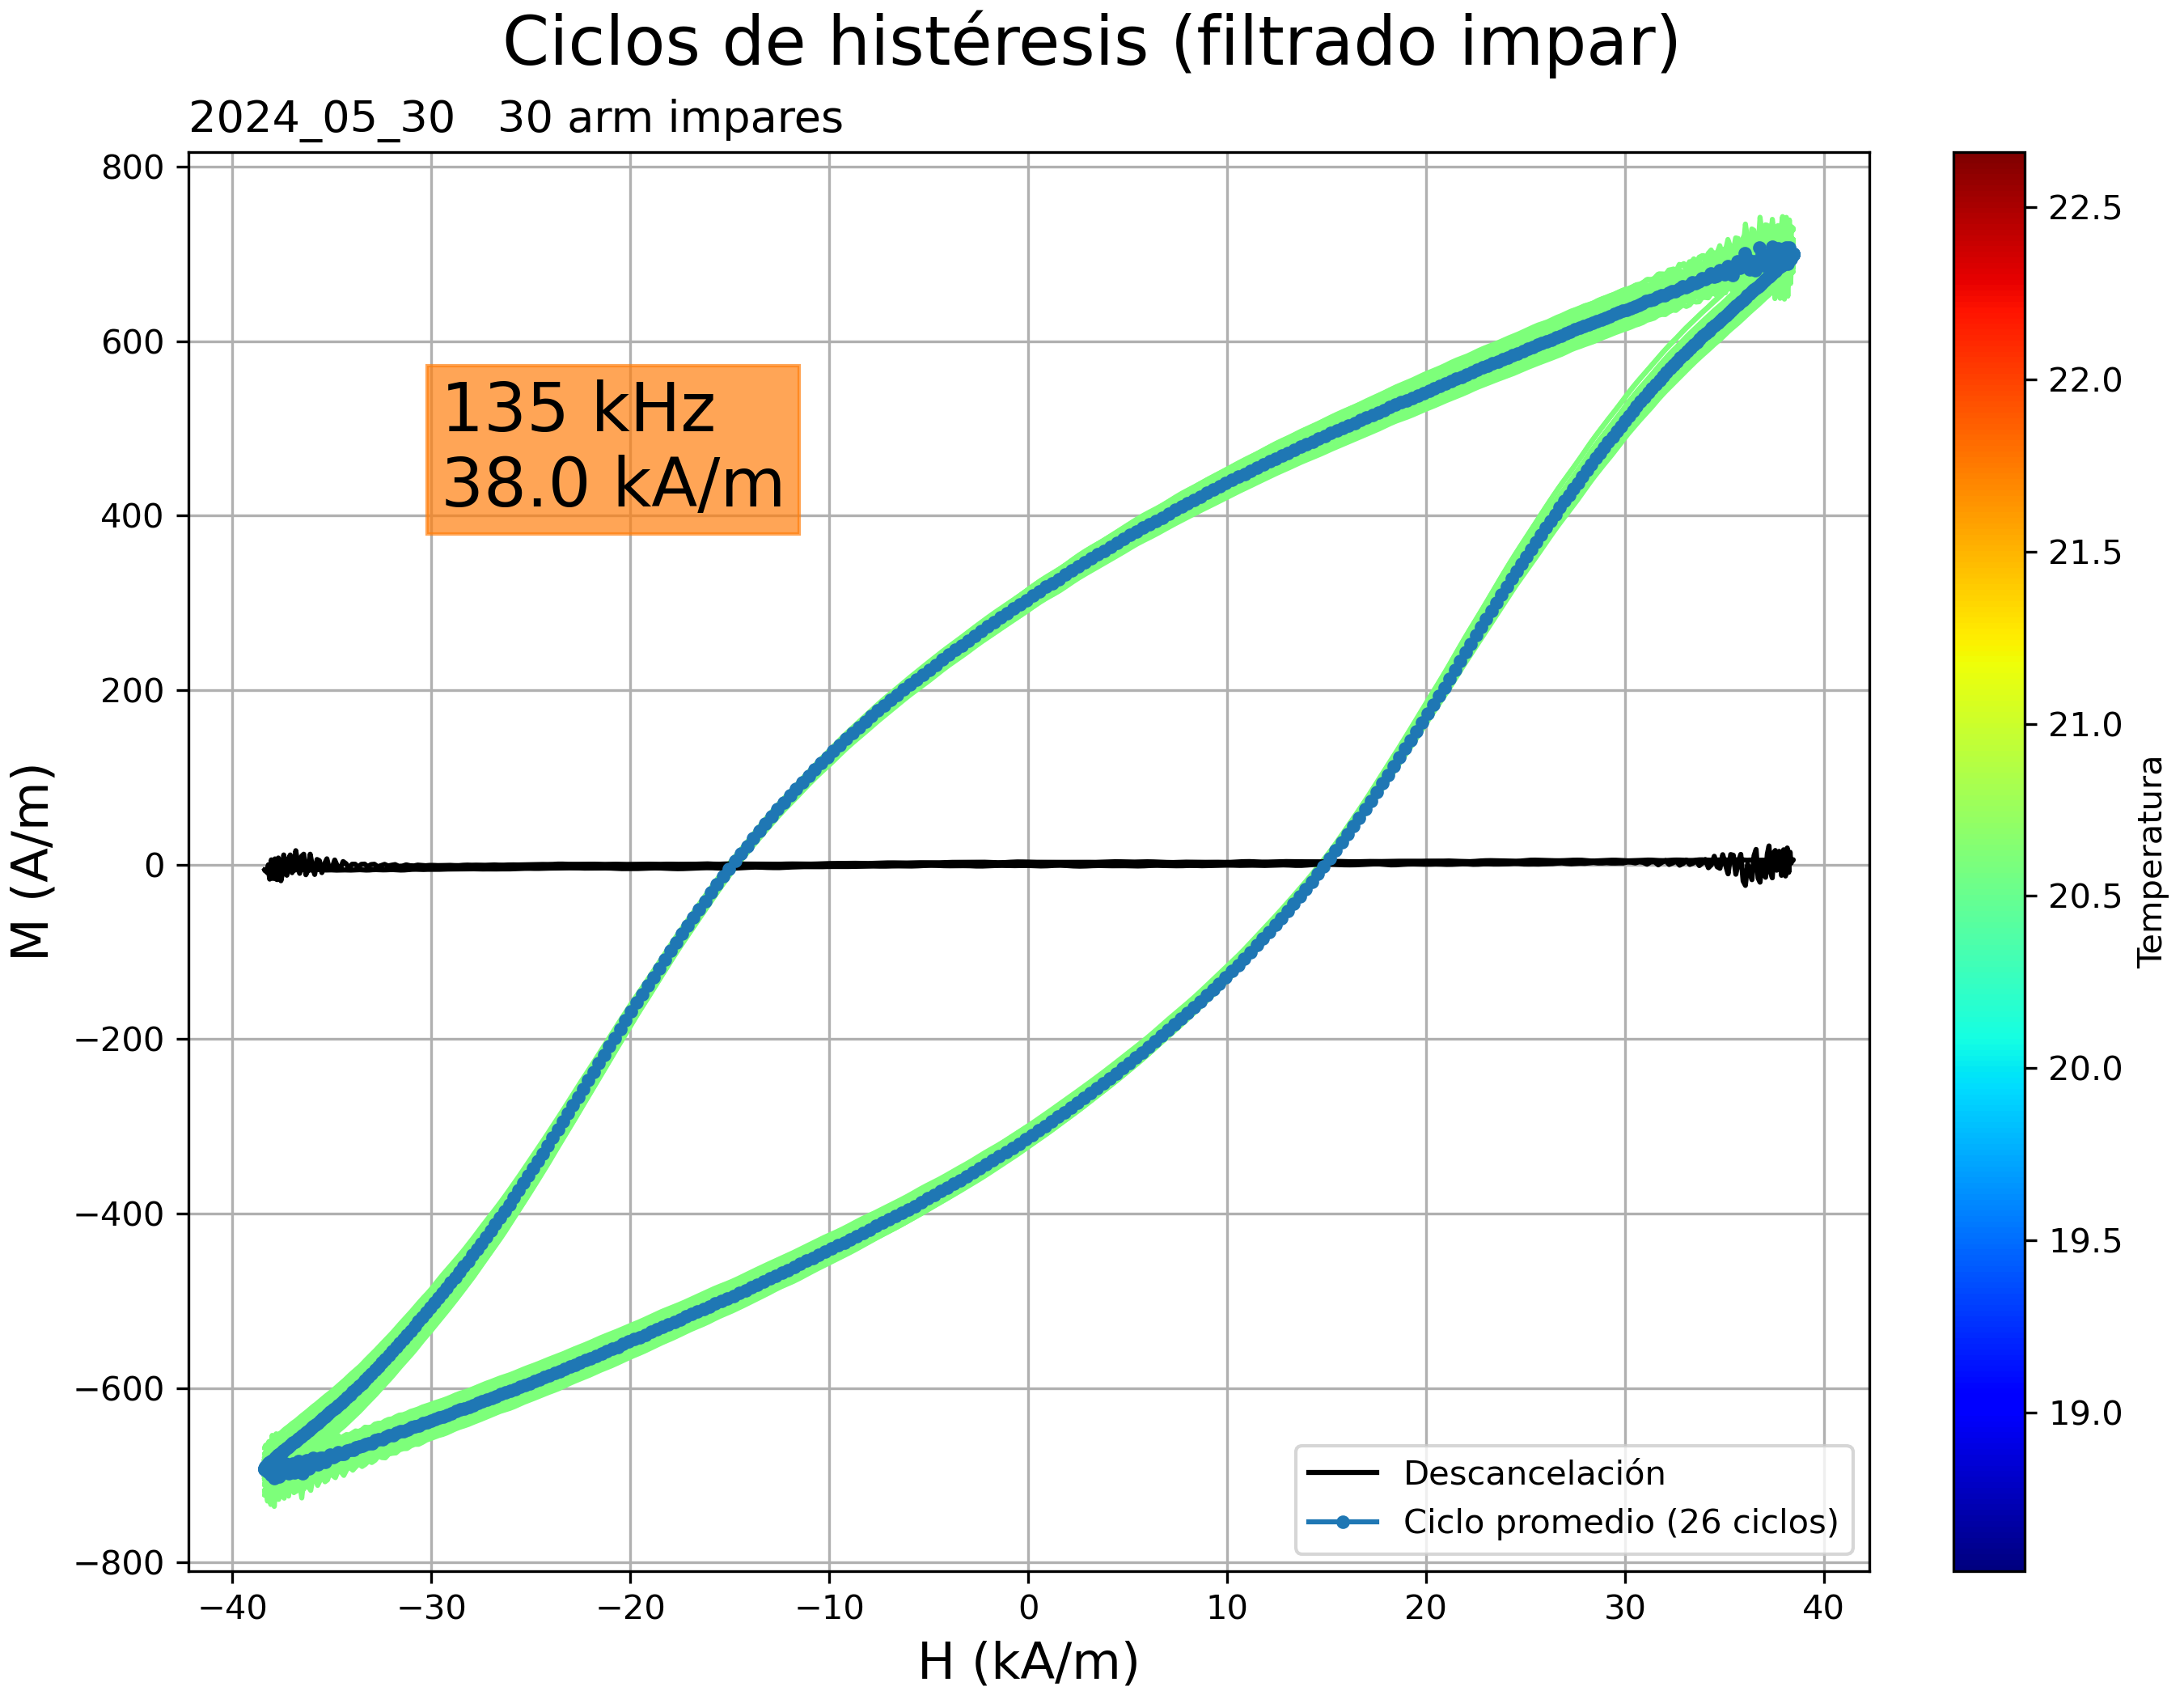 Ciclos de histéresis (filtrado impar)
2024_05_30   30 arm impares
800
600
400
200
0
−200
−400
−600
−800
M (A/m)
135 kHz
38.0 kA/m
Descancelación
Ciclo promedio (26 ciclos)
−40
−30
−20
−10
0
10
20
30
40
H (kA/m)
22.5
22.0
21.5
21.0
20.5
20.0
19.5
19.0
Temperatura